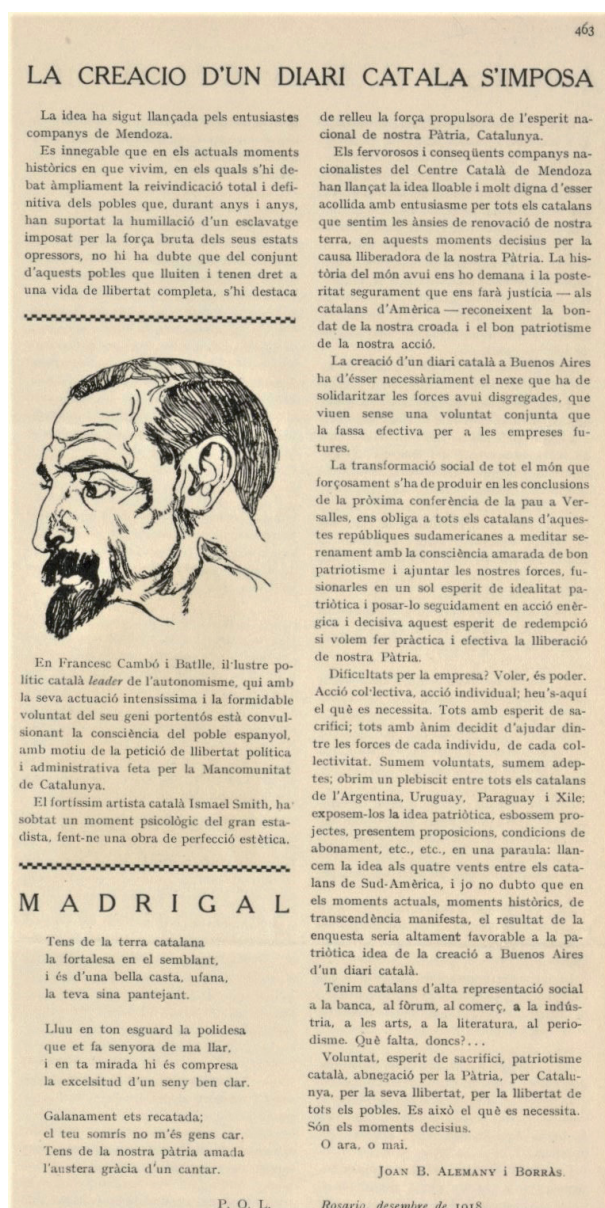 463
LA CREACIO D'UN DIARI CATALA S'IMPOSA
La idea ha sigut llançada pels entusiastes
companys de Mendoza.
Es innegable que en els actuals moments
històrics en que vivim, en els quals s'hi de-
bat àmpliament la reivindicació total i defi-
nitiva dels pobles que, durant anys i anys,
han suportat la humillació d'un esclavatge
imposat per la força bruta dels seus estats
opressors, no hi ha dubte que del conjunt
d'aquests pobles que lluiten i tenen dret a
una vida de llibertat completa, s'hi destaca
de relleu la força propulsora de l'esperit na-
cional de nostra Pàtria, Catalunya.
Els fervorosos i conseqüents companys na-
cionalistes del Centre Català de Mendoza
han llançat la idea lloable i molt digna d'esser
acollida amb entusiasme per tots els catalans
que sentim les ànsies de renovació de nostra
terra, en aquests moments decisius per la
causa lliberadora de la nostra Pàtria. La his-
tòria del món avui ens ho demana i la poste-
ritat segurament que ens farà justícia — als
catalans d'Amèrica — reconeixent la bon-
dat de la nostra croada i el bon patriotisme
de la nostra acció.
La creació d'un diari català a Buenos Aires
ha d'ésser necessàriament el nexe que ha de
solidaritzar les forces avui disgregades, que
viuen sense una voluntat conjunta que
la fassa efectiva per a les empreses fu-
tures.
La transformació social de tot el món que
forçosament s'ha de produir en les conclusions
de la pròxima conferència de la pau a Ver-
salles, ens obliga a tots els catalans d'aques-
tes repúbliques sudamericanes a meditar se-
renament amb la consciència amarada de bon
patriotisme i ajuntar les nostres forces, fu-
sionarles en un sol esperit de idealitat pa-
triòtica i posar-lo seguidament en acció enèr-
gica i decisiva aquest esperit de redempció
si volem fer pràctica i efectiva la lliberació
de nostra Pàtria.
Dificultats per la empresa? Voler, és poder.
Acció col·lectiva, acció individual; heu's-aquí
el què es necessita. Tots amb esperit de sa-
crifici; tots amb ànim decidit d'ajudar din-
tre les forces de cada individu, de cada col-
lectivitat. Sumem voluntats, sumem adep-
tes; obrim un plebiscit entre tots els catalans
de l'Argentina, Uruguay, Paraguay i Xile;
exposem-los la idea patriòtica, esbossem pro-
jectes, presentem proposicions, condicions de
abonament, etc., etc., en una paraula: llan-
cem la idea als quatre vents entre els cata-
lans de Sud-Amèrica, i jo no dubto que en
els moments actuals, moments històrics, de
transcendència manifesta, el resultat de la
enquesta seria altament favorable a la pa-
triòtica idea de la creació a Buenos Aires
d'un diari català.
Tenim catalans d'alta representació social
a la banca, al fòrum, al comerç, a la indús-
tria, a les arts, a la literatura, al perio-
disme. Què falta, doncs?...
Voluntat, esperit de sacrifici, patriotisme
català, abnegació per la Pàtria, per Catalu-
nya, per la seva llibertat, per la llibertat de
tots els pobles. Es això el què es necessita.
Són els moments decisius.
O ara, o mai.
JOAN B. ALEMANY i BORRÀS.
Rosario, desembre de 1918.
En Francesc Cambó i Batlle, il·lustre po-
lític català leader de l'autonomisme, qui amb
la seva actuació intensíssima i la formidable
voluntat del seu geni portentós està convul-
sionant la consciència del poble espanyol,
amb motiu de la petició de llibertat política
i administrativa feta per la Mancomunitat
de Catalunya.
El fortíssim artista català Ismael Smith, ha
sobtat un moment psicològic del gran esta-
dista, fent-ne una obra de perfecció estètica.
MADRIGAL
Tens de la terra catalana
la fortalesa en el semblant,
i és d'una bella casta, ufana,
la teva sina pantejant.
Lluu en ton esguard la polidesa
que et fa senyora de ma llar,
i en ta mirada hi és compresa
la excelsitud d'un seny ben clar.
Galanament ets recatada;
el teu somrís no m'és gens car.
Tens de la nostra pàtria amada
l'austera gràcia d'un cantar.
P. O. L.